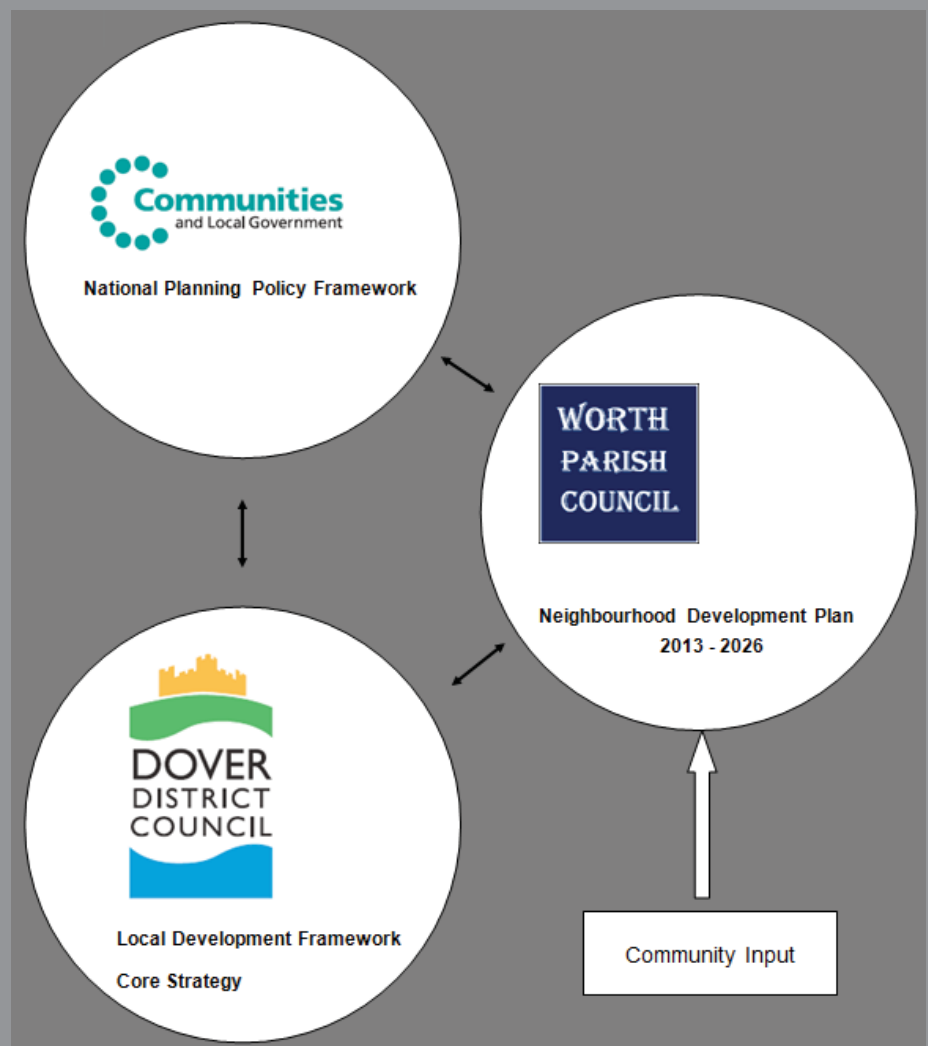 Communities
and Local Government
National Planning Policy Framework
WORTH
PARISH
COUNCIL
Neighbourhood Development Plan
2013 - 2026
DOVER
DISTRICT
COUNCIL
Local Development Framework
Core Strategy
Community Input